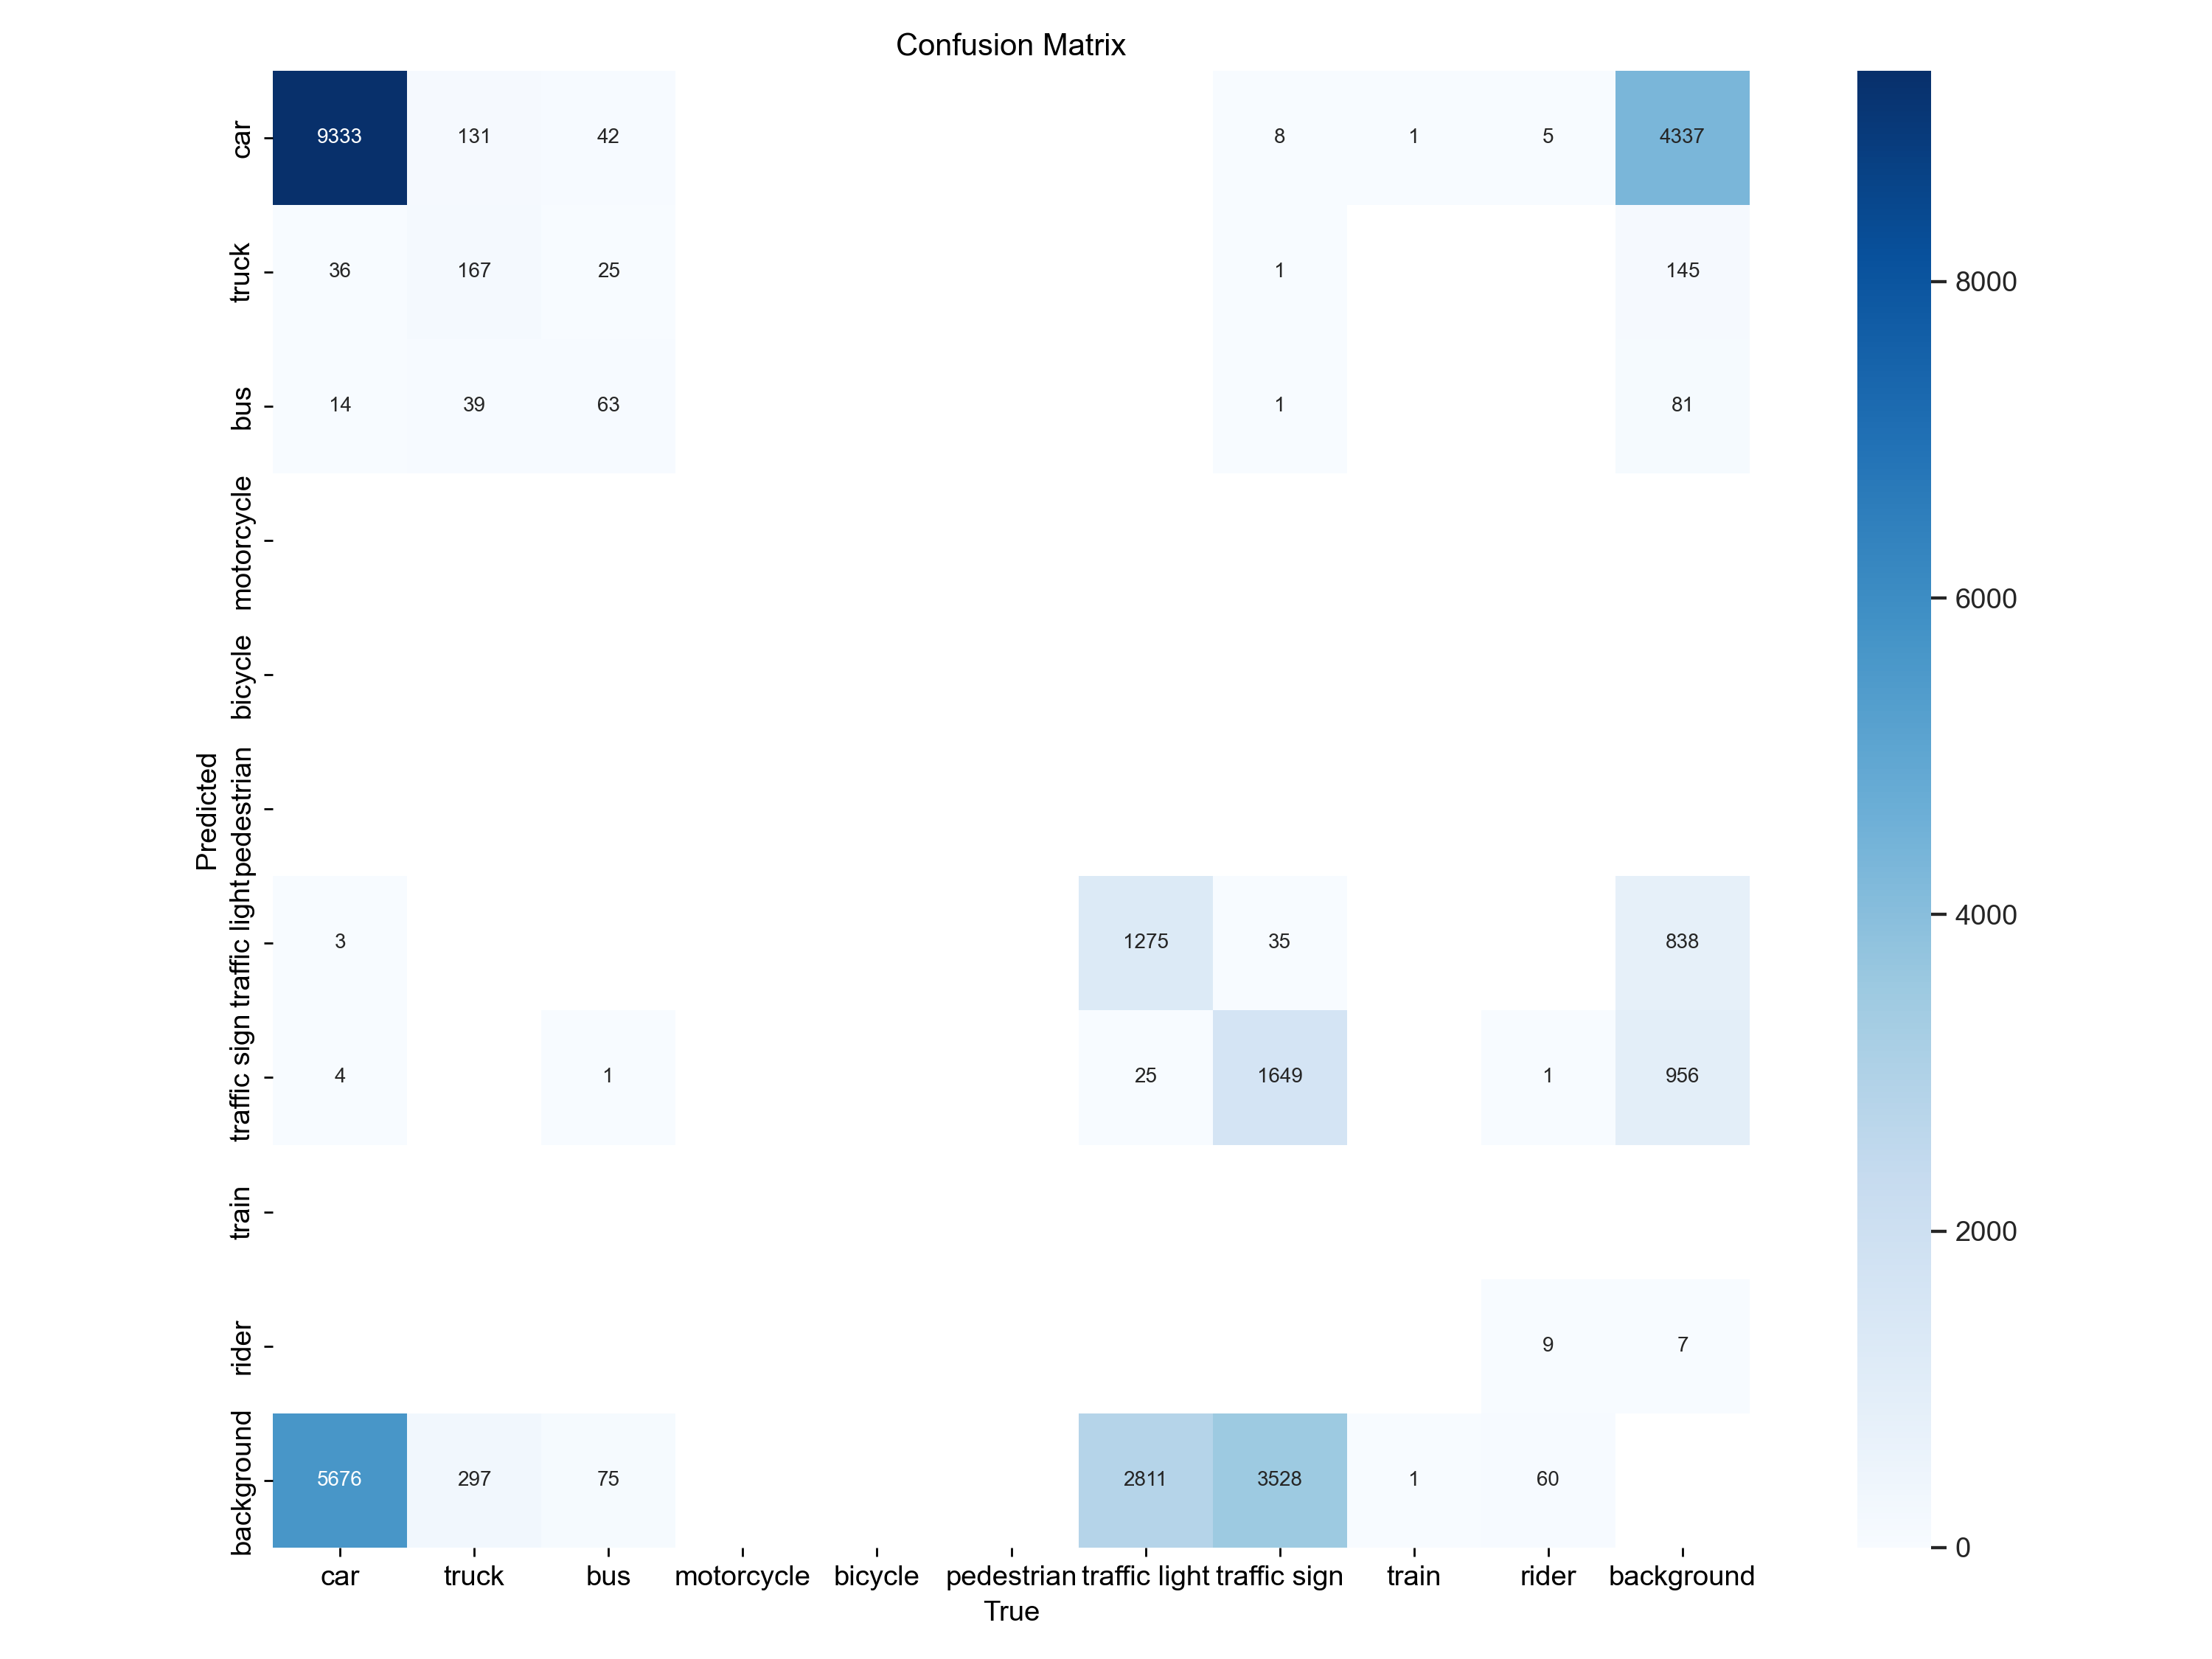 Confusion Matrix
Predicted
car
9333 131 42 8 1 5 4337
truck
36 167 25 1 145
bus
14 39 63 1 81
motorcycle
bicycle
pedestrian
traffic light
3 1275 35 838
traffic sign
4 1 25 1649 1 956
train
rider
9 7
background
5676 297 75 2811 3528 1 60
car truck bus motorcycle bicycle pedestrian traffic light traffic sign train rider background
True
8000
6000
4000
2000
0